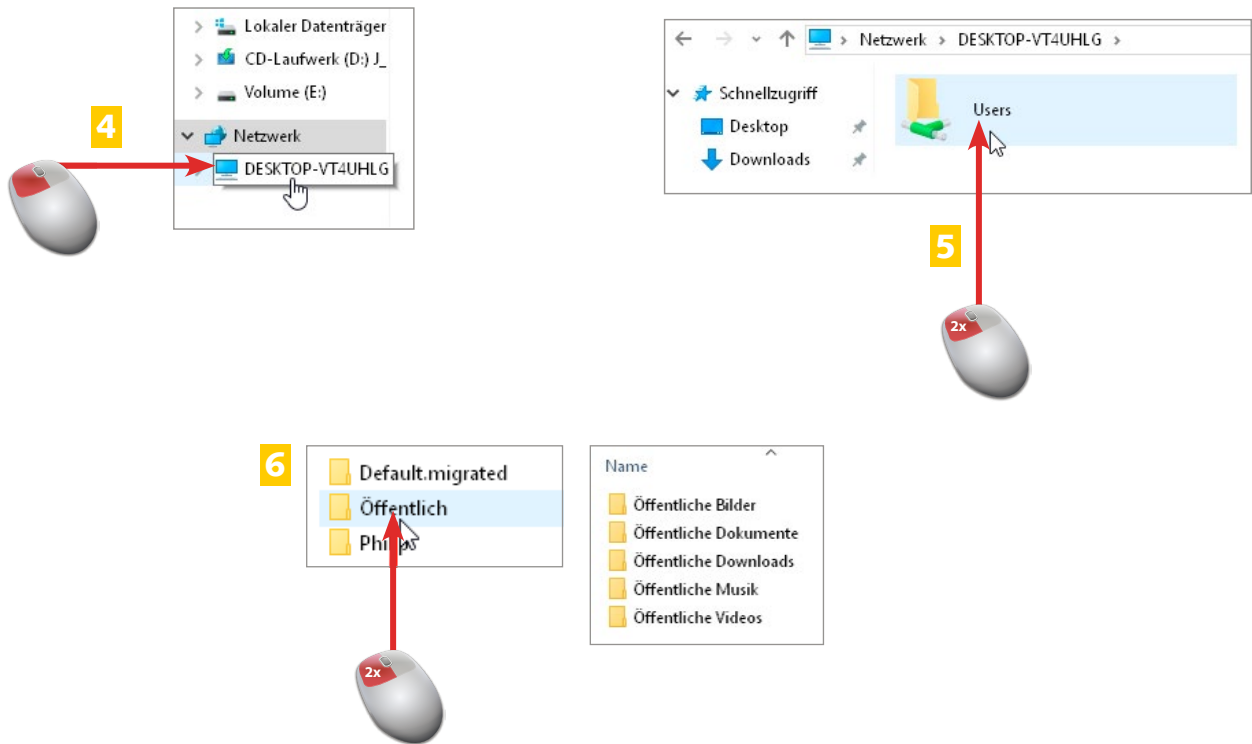 Lokaler Datenträger
CD-Laufwerk (D:) J_
Volume (E:)
4
Netzwerk
DESKTOP-VT4UHLG
Netzwerk > DESKTOP-VT4UHLG >
Schnellzugriff
Desktop
Downloads
Users
5
2x
6
Default.migrated
Öffentlich
2x
Name
Öffentliche Bilder
Öffentliche Dokumente
Öffentliche Downloads
Öffentliche Musik
Öffentliche Videos